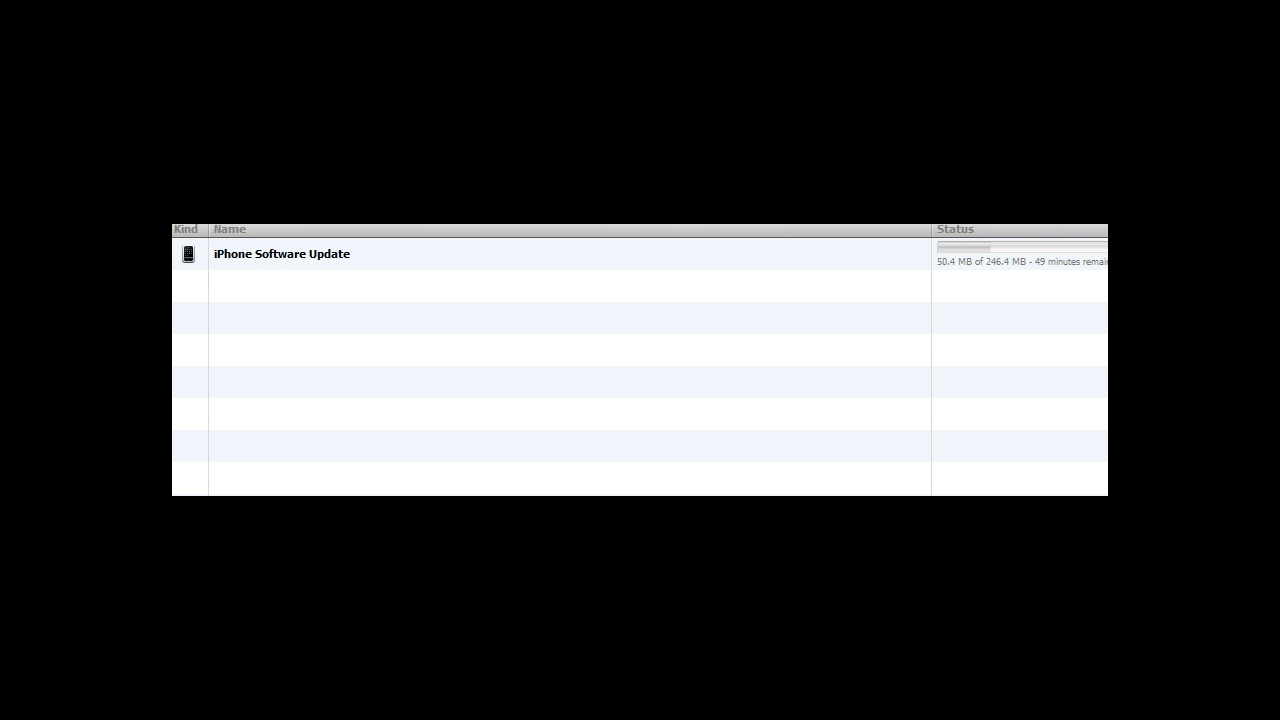 Kind Name Status
iPhone Software Update
50.4 MB of 246.4 MB - 49 minutes remai